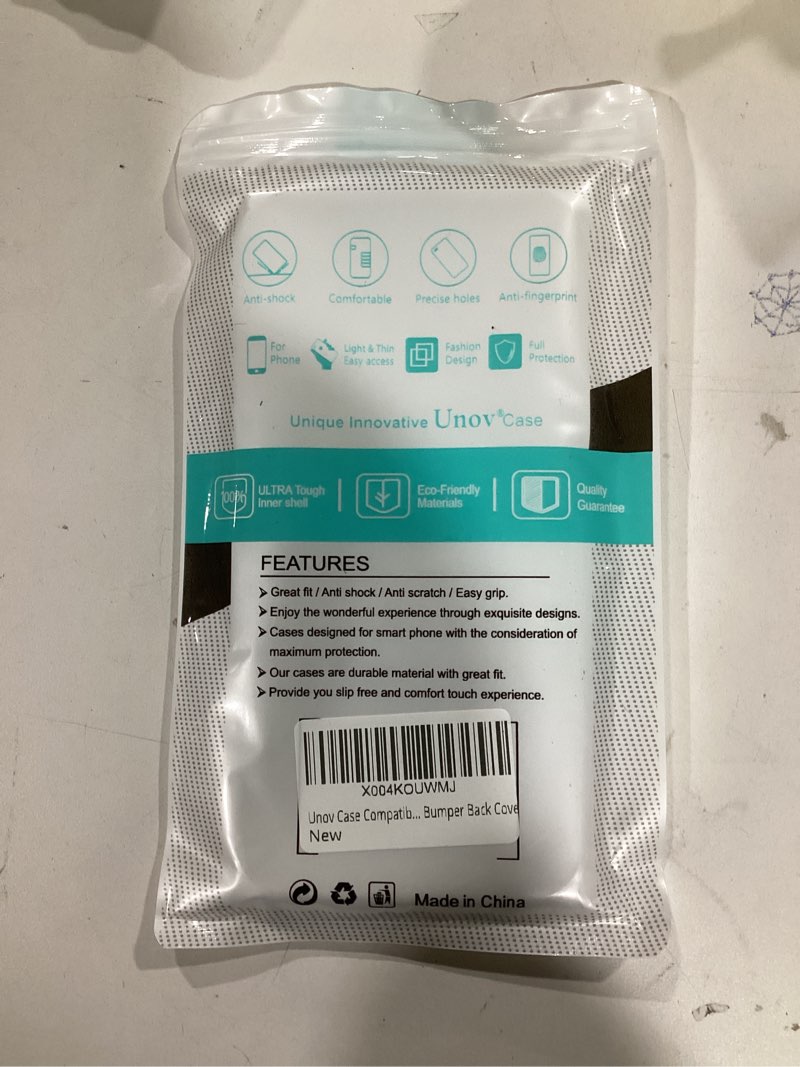 Anti-shock Comfortable Precise holes Anti-fingerprint
For Phone
Light & Thin Easy access
Fashion Design
Full Protection
Unique Innovative Unov® Case
100%
ULTRA Tough Inner shell
Eco-Friendly Materials
Quality Guarantee
FEATURES
➢ Great fit / Anti shock / Anti scratch / Easy grip.
➢ Enjoy the wonderful experience through exquisite designs.
➢ Cases designed for smart phone with the consideration of
maximum protection.
➢ Our cases are durable material with great fit.
➢ Provide you slip free and comfort touch experience.
X004KOUWMJ
Unov Case Compatib... Bumper Back Cove
New
Made in China